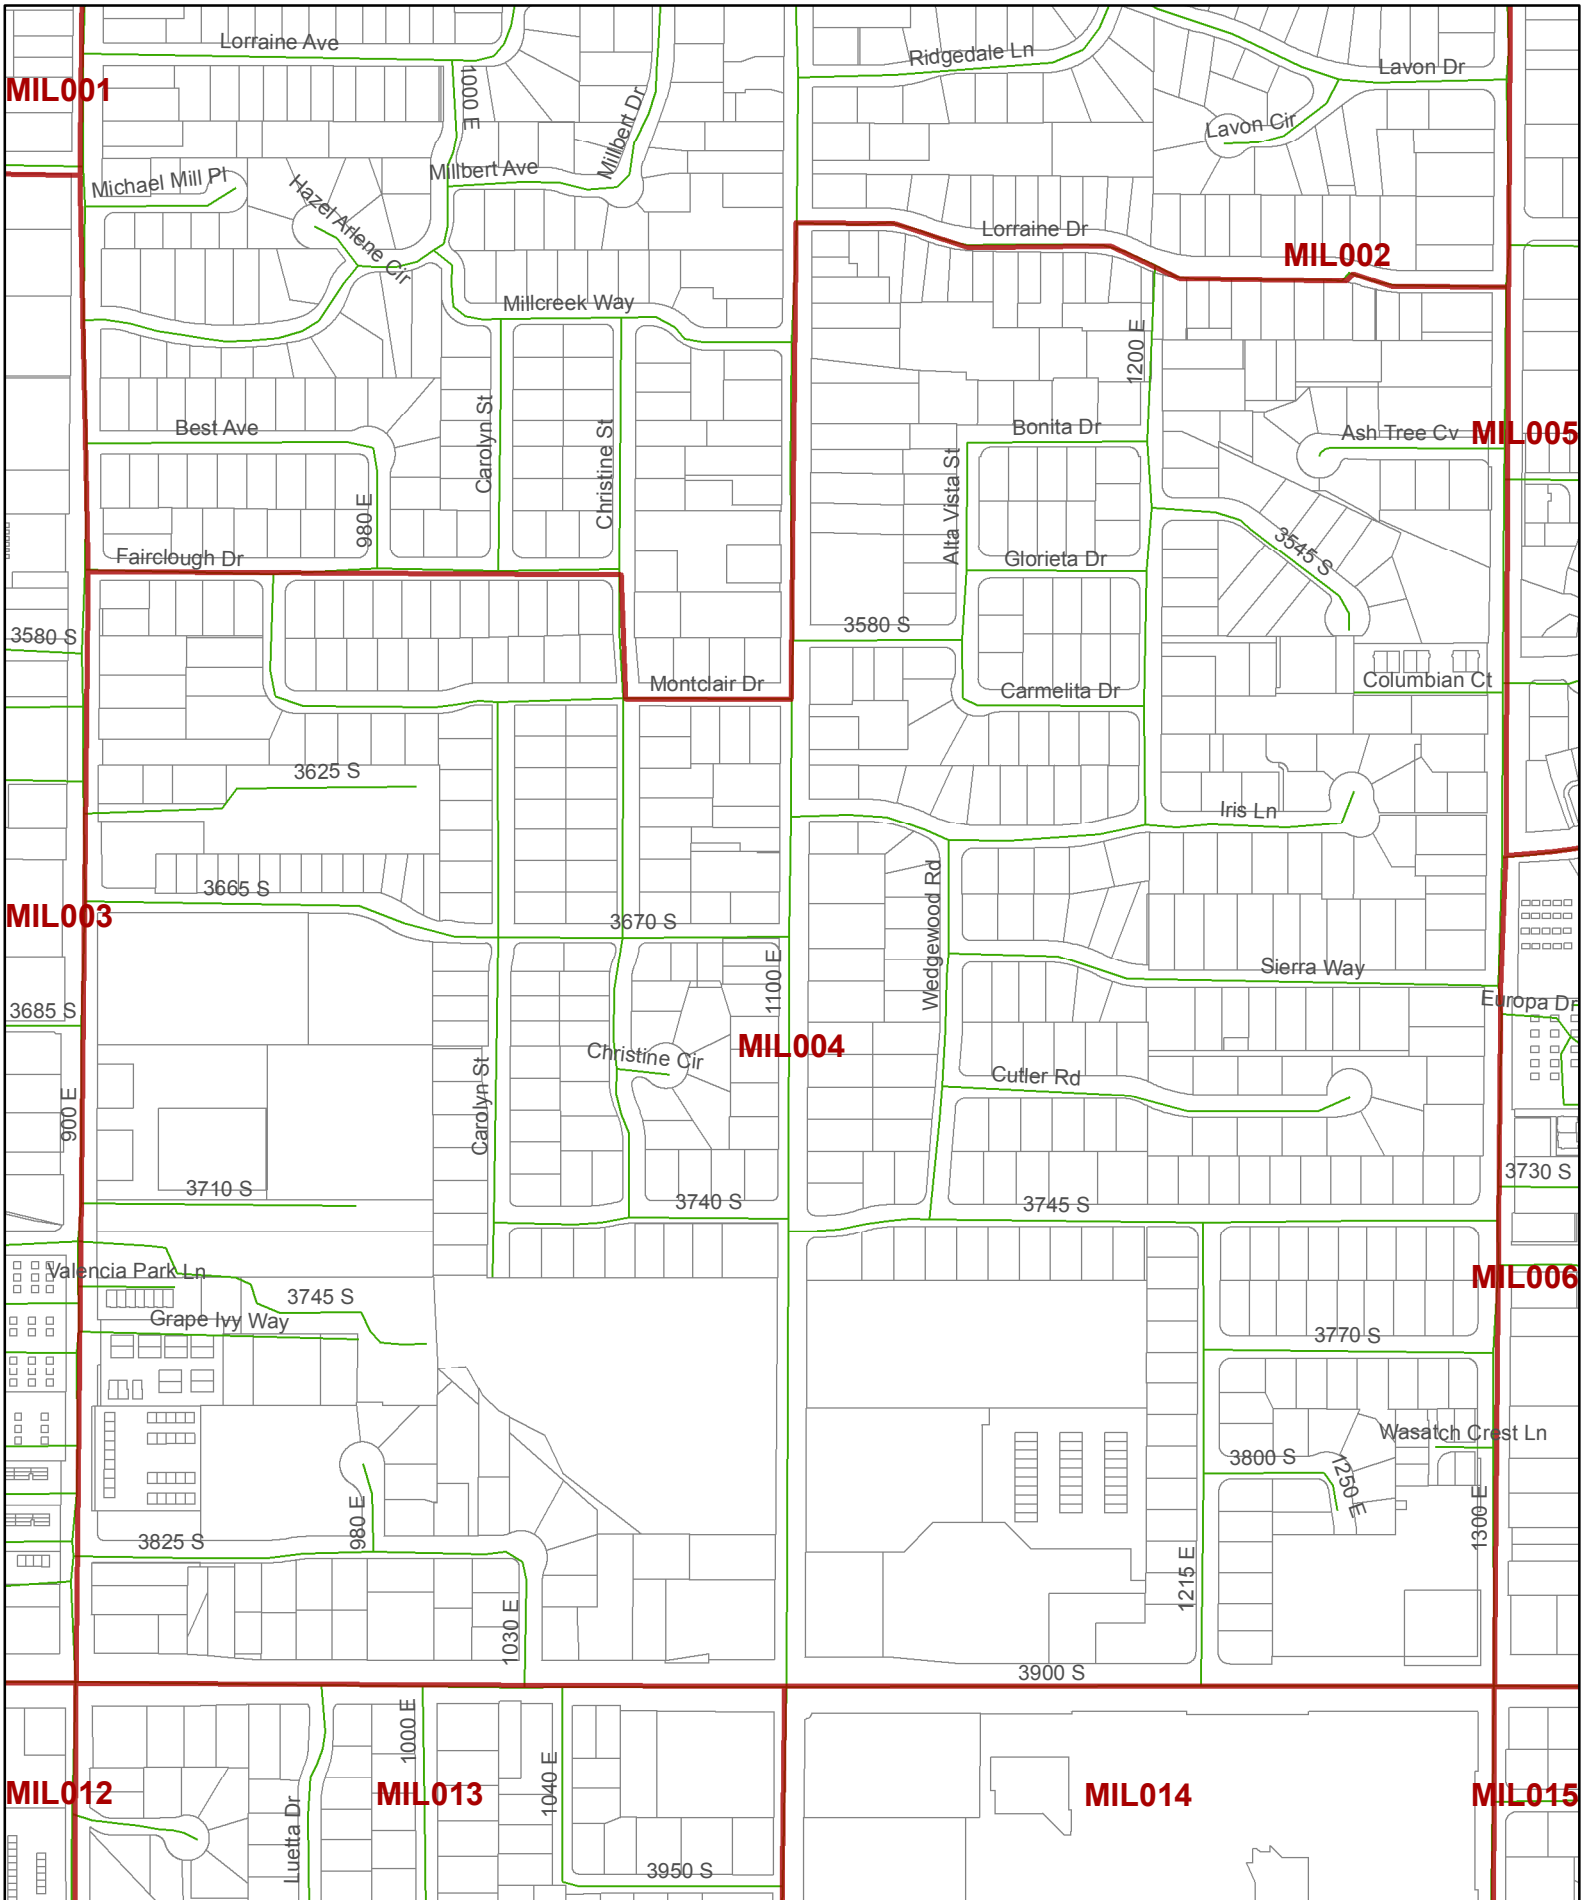 Lorraine Ave
Ridgedale Ln
Lavon Dr
MIL001
1000 E
Millbert Dr
Lavon Cir
Michael Mill Pl
Millbert Ave
Hazel Arlene Cir
Lorraine Dr
MIL002
Millcreek Way
1200 E
Best Ave
Carolyn St
Christine St
Bonita Dr
Ash Tree Cv
MIL005
980 E
Alta Vista St
Fairclough Dr
Glorieta Dr
3545 S
3580 S
3580 S
Montclair Dr
Carmelita Dr
Columbian Ct
3625 S
Iris Ln
3665 S
MIL003
3670 S
Wedgewood Rd
1100 E
Sierra Way
3685 S
Europa Dr
MIL004
Christine Cir
Cutler Rd
900 E
Carolyn St
3710 S
3740 S
3745 S
3730 S
Valencia Park Ln
MIL006
3745 S
Grape Ivy Way
3770 S
Wasatch Crest Ln
3800 S
1250 E
1300 E
3825 S
980 E
1215 E
1030 E
3900 S
1000 E
MIL012
MIL013
1040 E
MIL014
MIL015
Luetta Dr
3950 S